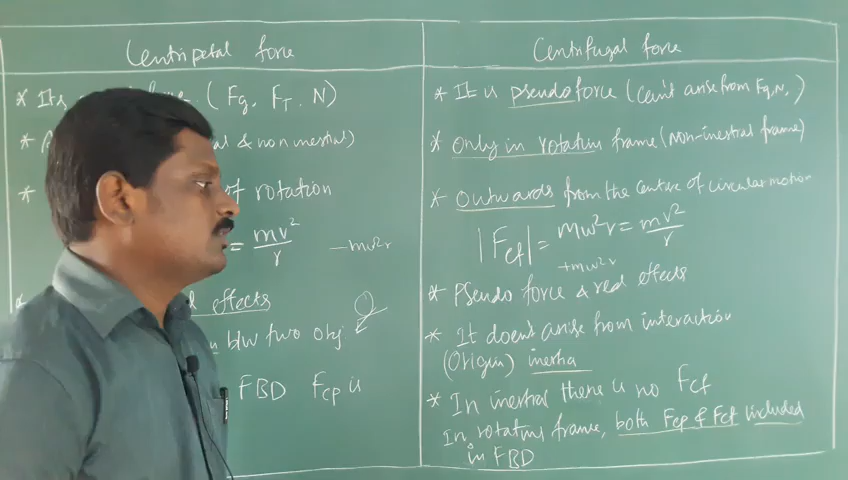 Centripetal force
* Its (Fg, FT, N)
* & non inertial)
* of rotation
= mv²/r -mω²r
* effects
btw two obj
FBD Fcp is
Centrifugal force
* It is pseudo force (Can't arise from Fg, N,)
* Only in rotating frame (non-inertial frame)
* Outwards from the centre of circular motion
|Fcf| = mω²r = mv²/r
+mω²r
* Pseudo force & real effects
* It doesn't arise from interaction
(Origin) inertia
* In inertial there is no Fcf
In rotating frame, both Fcp & Fcf included
in FBD